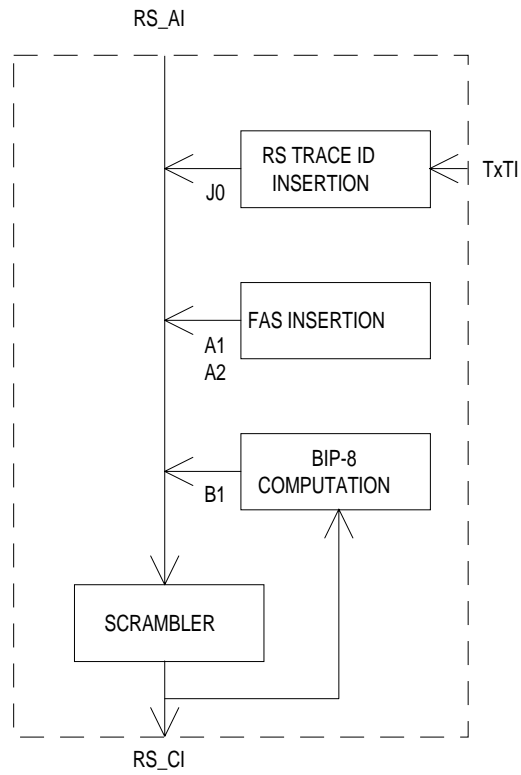 RS_AI
RS TRACE ID
INSERTION
TxTI
J0
FAS INSERTION
A1
A2
BIP-8
COMPUTATION
B1
SCRAMBLER
RS_CI